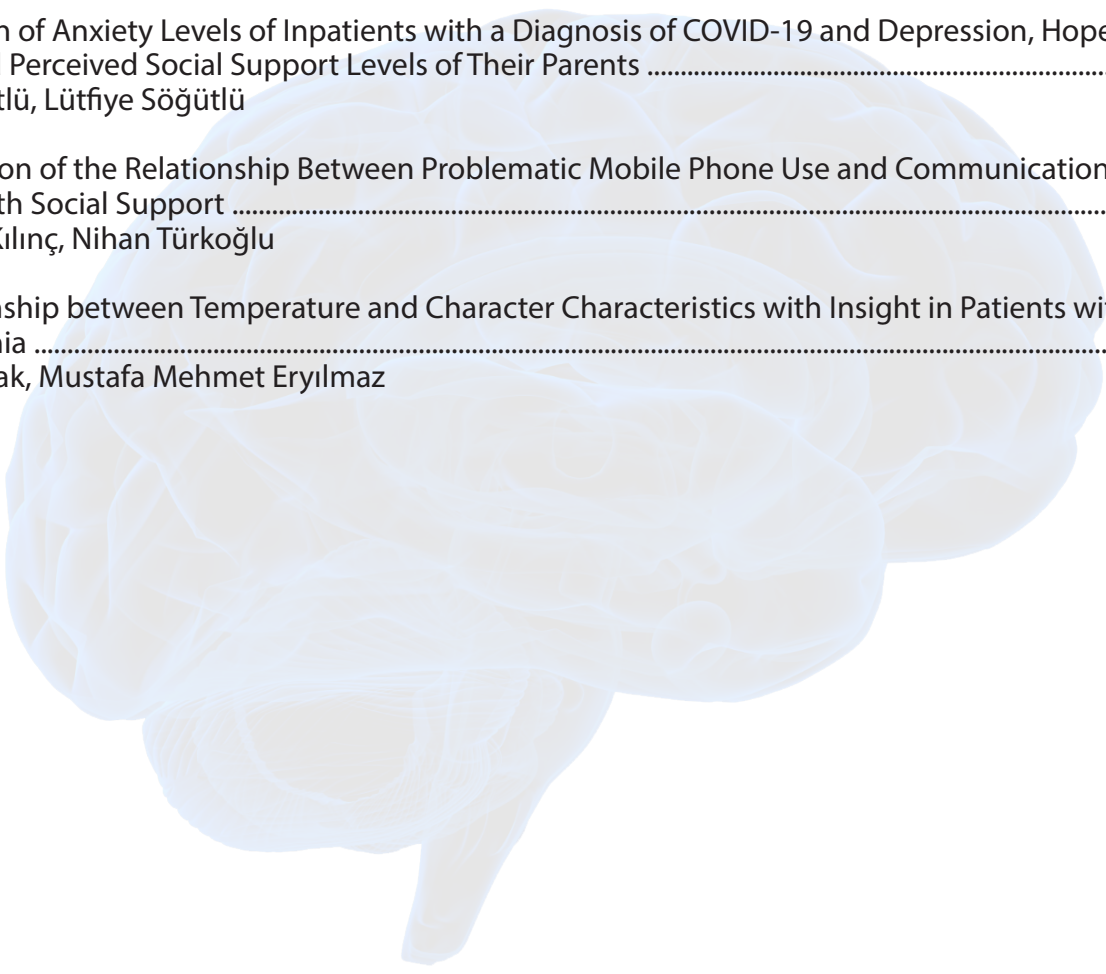 n of Anxiety Levels of Inpatients with a Diagnosis of COVID-19 and Depression, Hope
Perceived Social Support Levels of Their Parents ................................................................
tlü, Lütfiye Söğütlü
on of the Relationship Between Problematic Mobile Phone Use and Communication
th Social Support ................................................................
Kılınç, Nihan Türkoğlu
nship between Temperature and Character Characteristics with Insight in Patients wi
nia ................................................................
ak, Mustafa Mehmet Eryılmaz